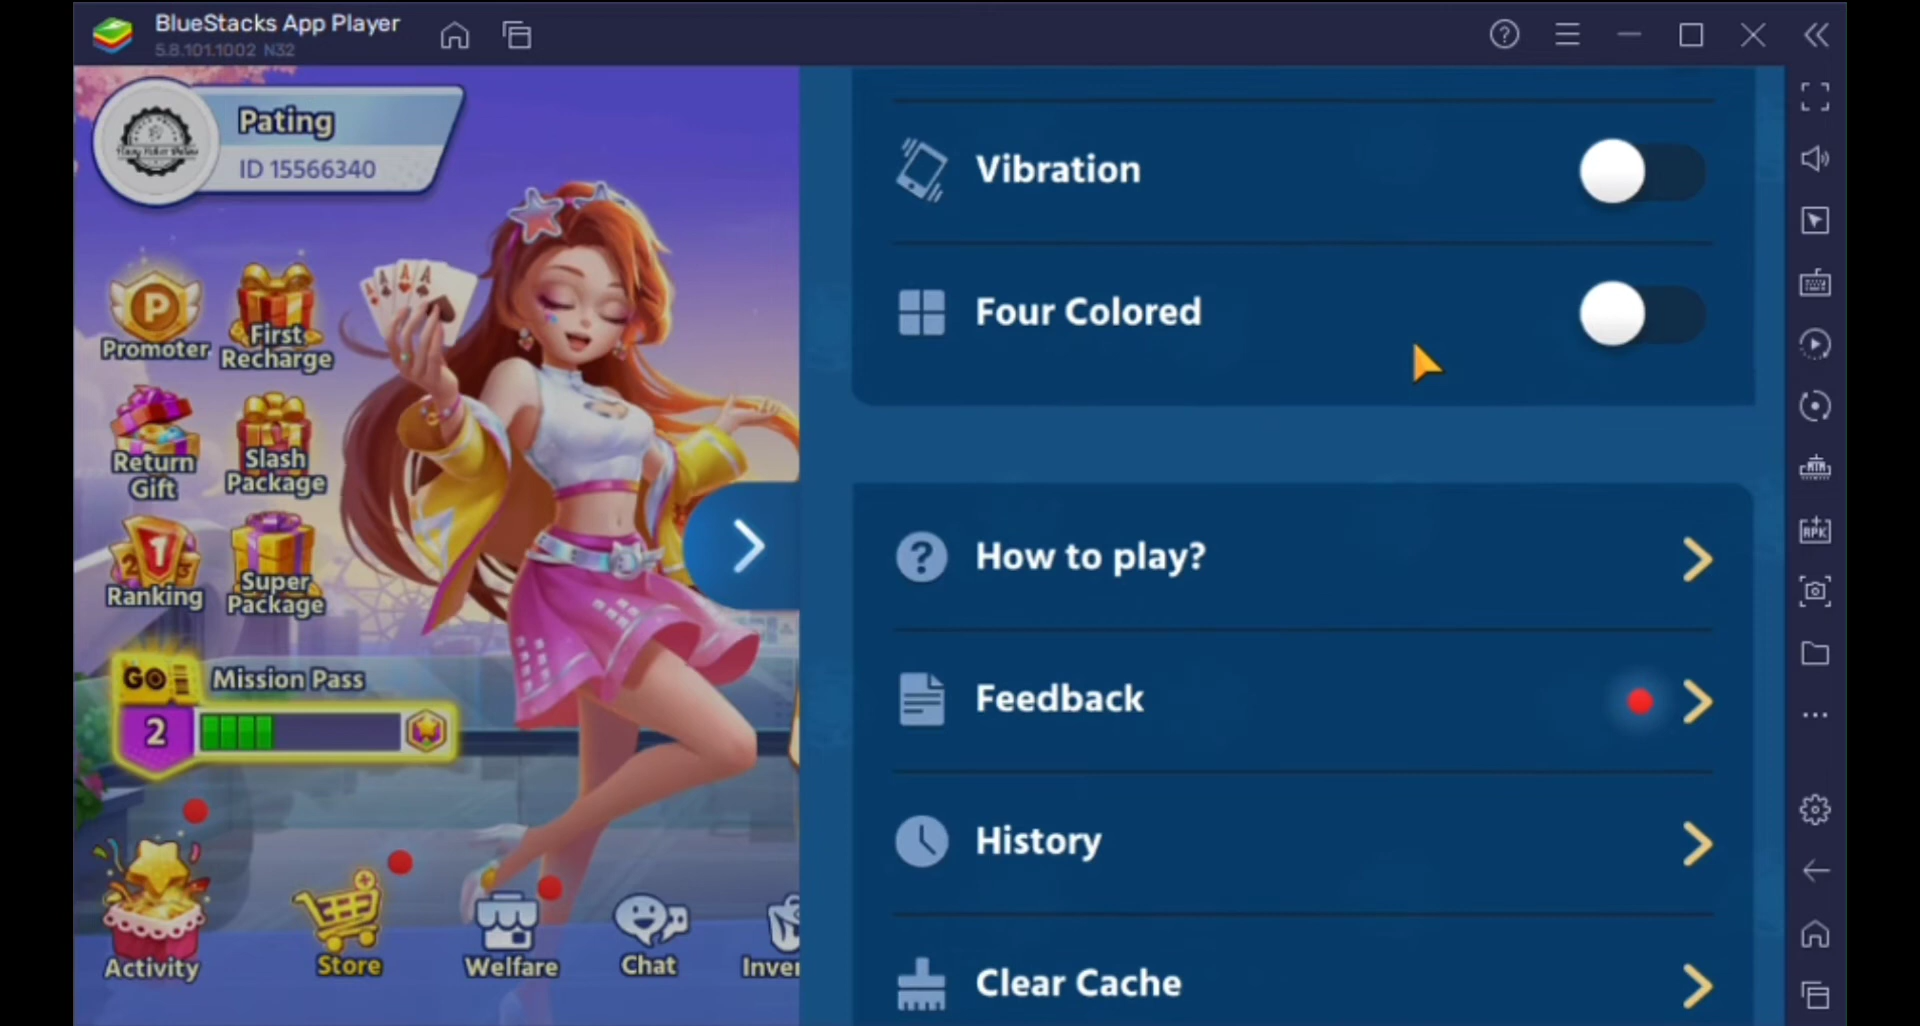 BlueStacks App Player
5.8.101.1002 N32
Pating
ID 15566340
Promoter
First
Recharge
Return
Gift
Slash
Package
Ranking
Super
Package
GO
Mission Pass
2
Activity
Store
Welfare
Chat
Inven
Vibration
Four Colored
How to play?
Feedback
History
Clear Cache